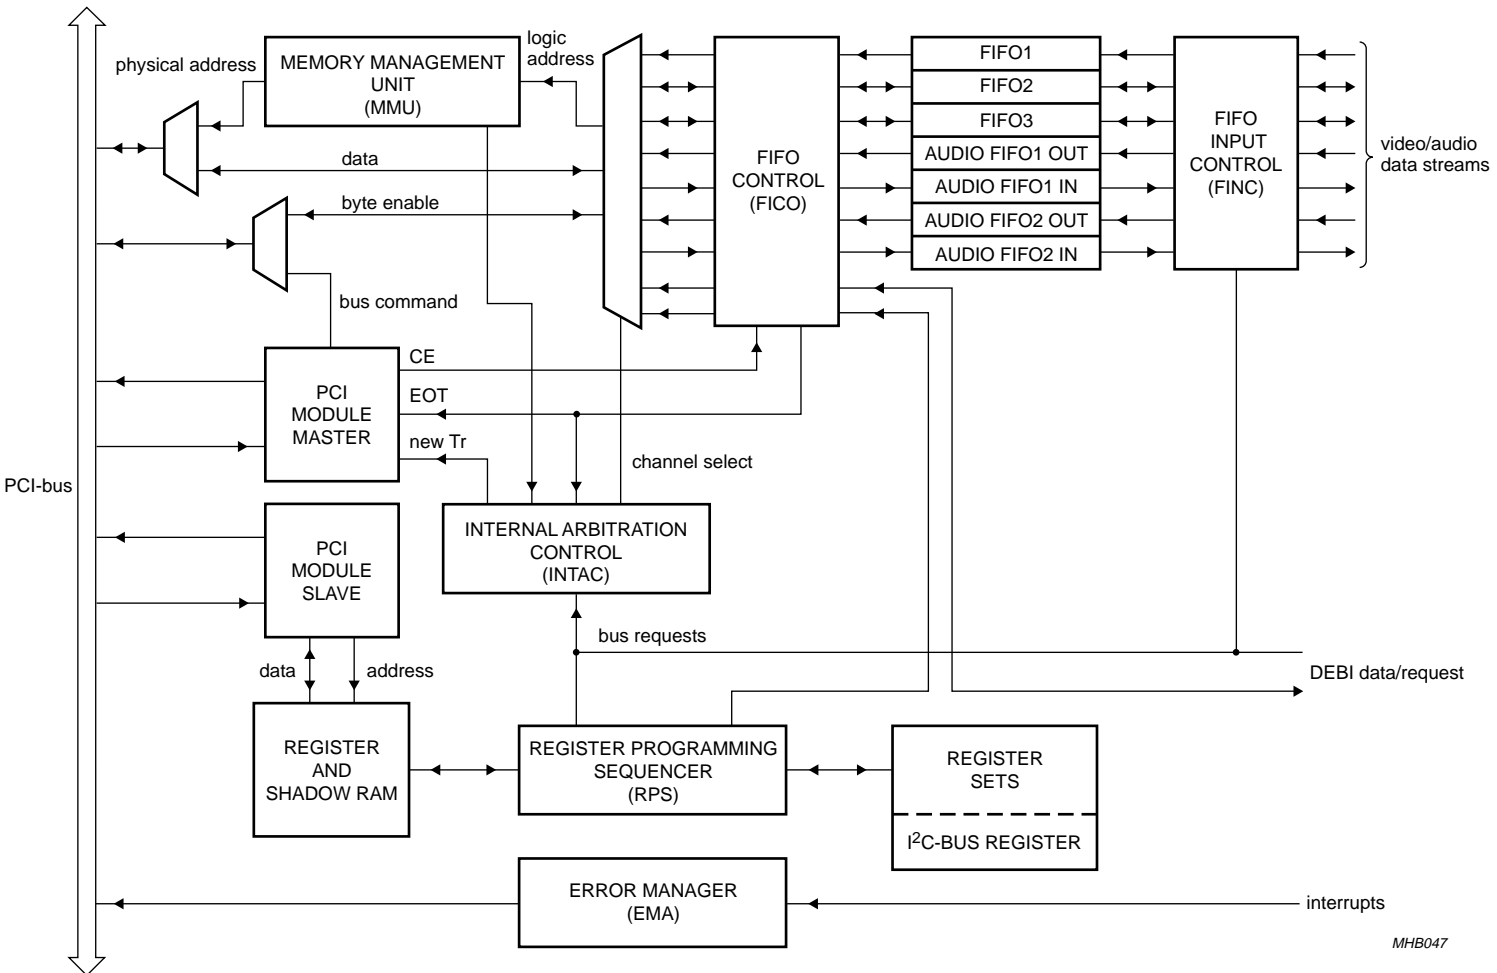 logic
address
physical address
MEMORY MANAGEMENT
UNIT
(MMU)
data
byte enable
bus command
FIFO
CONTROL
(FICO)
FIFO1
FIFO2
FIFO3
AUDIO FIFO1 OUT
AUDIO FIFO1 IN
AUDIO FIFO2 OUT
AUDIO FIFO2 IN
FIFO
INPUT
CONTROL
(FINC)
video/audio
data streams
CE
EOT
new Tr
PCI
MODULE
MASTER
channel select
PCI-bus
PCI
MODULE
SLAVE
INTERNAL ARBITRATION
CONTROL
(INTAC)
bus requests
data
address
DEBI data/request
REGISTER
AND
SHADOW RAM
REGISTER PROGRAMMING
SEQUENCER
(RPS)
REGISTER
SETS
I²C-BUS REGISTER
ERROR MANAGER
(EMA)
interrupts
MHB047